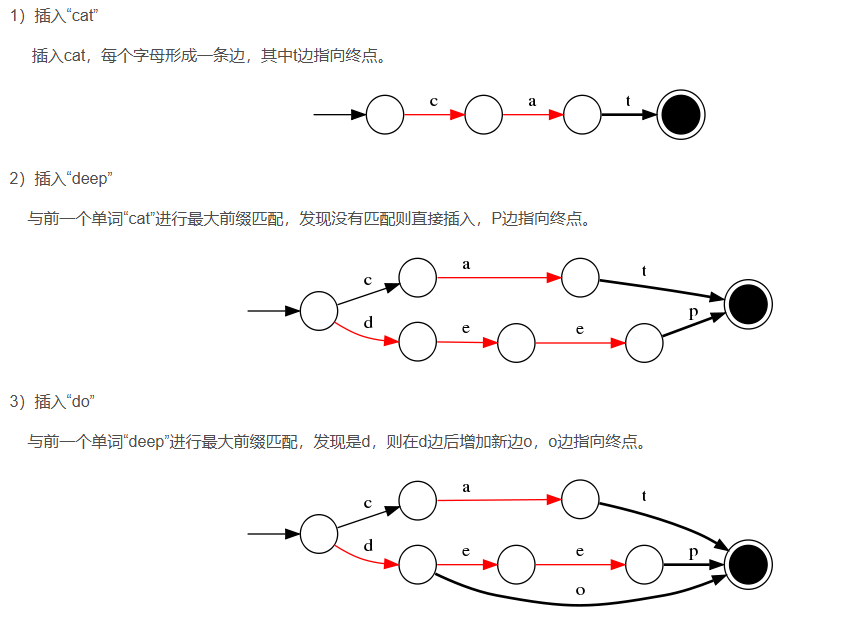 1）插入“cat”
插入cat，每个字母形成一条边，其中t边指向终点。
c a t
2）插入“deep”
与前一个单词“cat”进行最大前缀匹配，发现没有匹配则直接插入，P边指向终点。
a t
c
p
d e e
3）插入“do”
与前一个单词“deep”进行最大前缀匹配，发现是d，则在d边后增加新边o，o边指向终点。
a t
c
d e e p
o